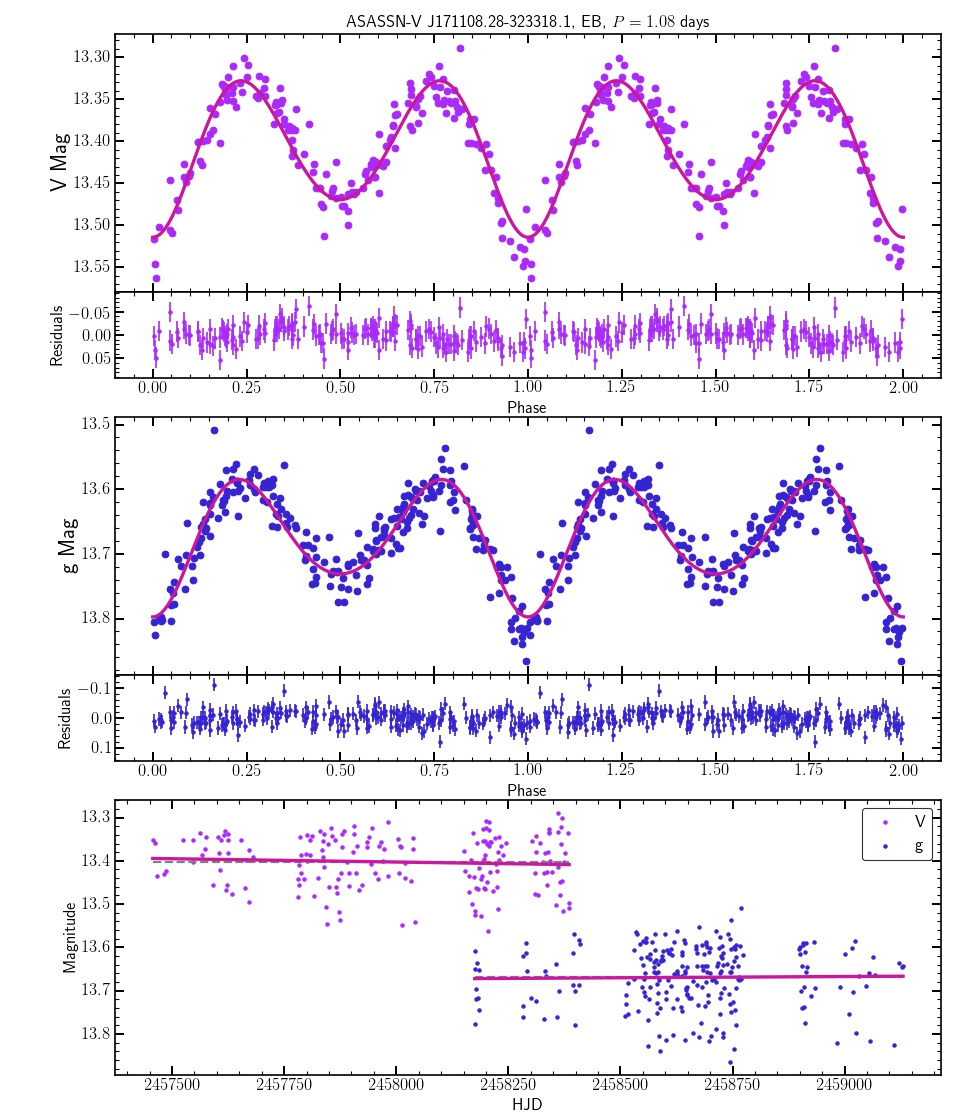 ASASSN-V J171108.28-323318.1, EB, P = 1.08 days
V Mag
13.30
13.35
13.40
13.45
13.50
13.55
Residuals
−0.05
0.00
0.05
0.00 0.25 0.50 0.75 1.00 1.25 1.50 1.75 2.00
Phase
g Mag
13.5
13.6
13.7
13.8
Residuals
−0.1
0.0
0.1
0.00 0.25 0.50 0.75 1.00 1.25 1.50 1.75 2.00
Phase
Magnitude
13.3
13.4
13.5
13.6
13.7
13.8
V
g
2457500 2457750 2458000 2458250 2458500 2458750 2459000
HJD